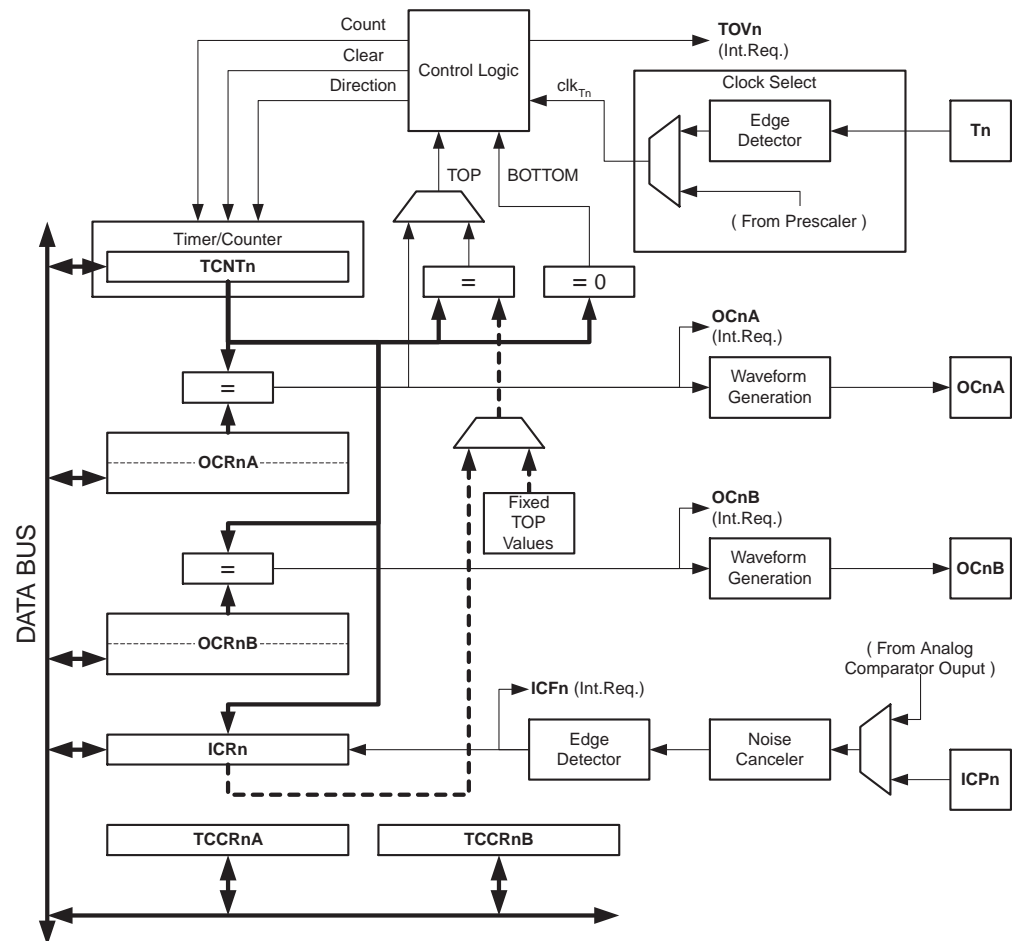 Count
Clear
Direction
Control Logic
TOVn
(Int.Req.)
clkTn
Clock Select
Edge
Detector
Tn
( From Prescaler )
TOP
BOTTOM
Timer/Counter
TCNTn
=
= 0
OCnA
(Int.Req.)
=
Waveform
Generation
OCnA
OCRnA
Fixed
TOP
Values
OCnB
(Int.Req.)
=
Waveform
Generation
OCnB
OCRnB
DATA BUS
( From Analog
Comparator Ouput )
ICFn (Int.Req.)
ICRn
Edge
Detector
Noise
Canceler
ICPn
TCCRnA
TCCRnB